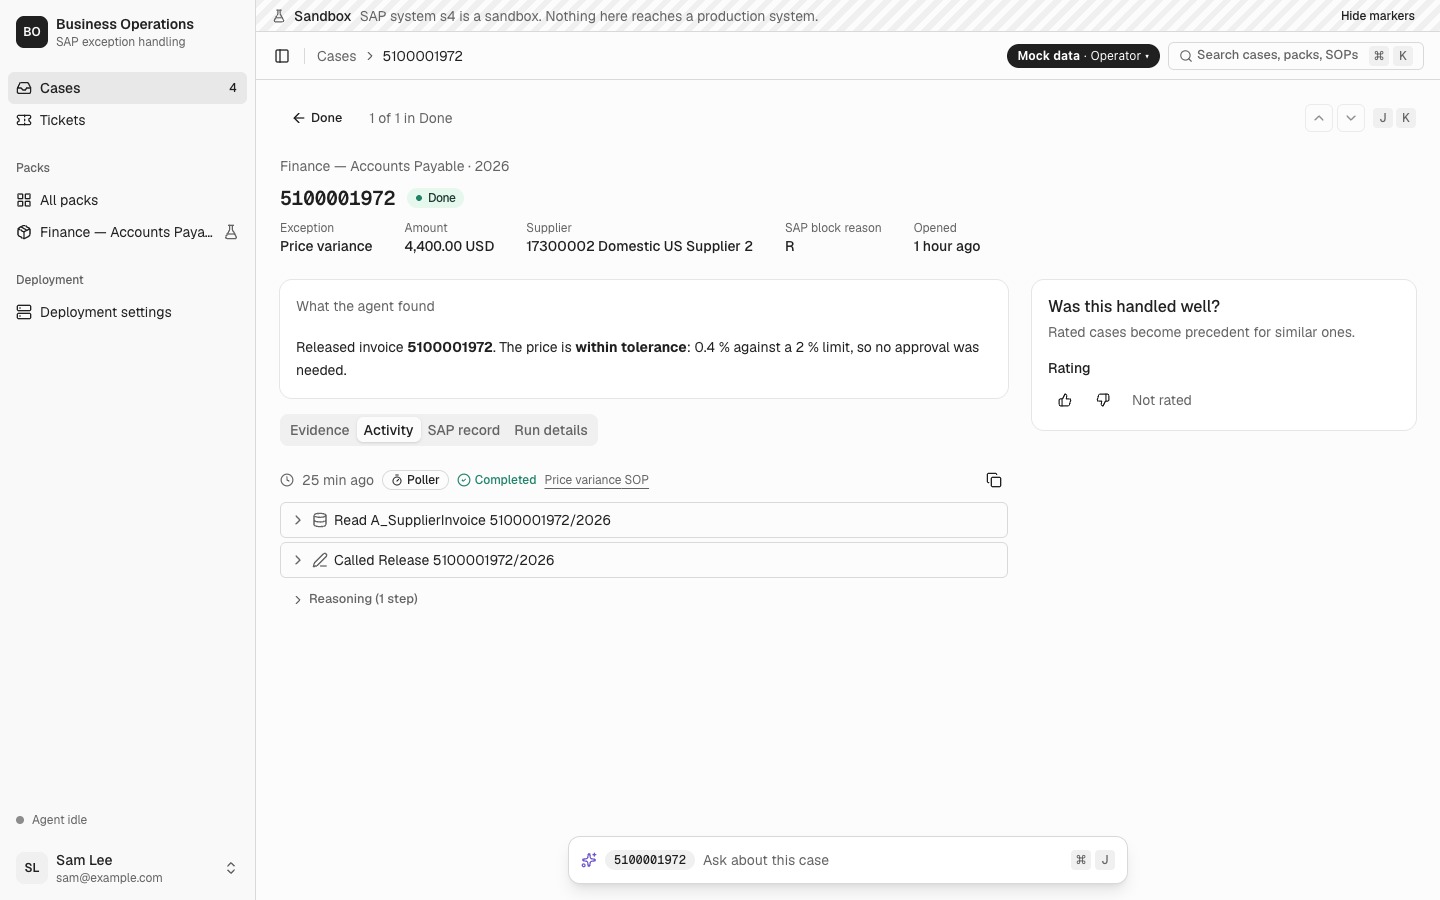 BO
Business Operations
SAP exception handling
Cases 4
Tickets
Packs
All packs
Finance — Accounts Paya...
Deployment
Deployment settings
Agent idle
SL
Sam Lee
sam@example.com
Sandbox SAP system s4 is a sandbox. Nothing here reaches a production system. Hide markers
Cases 5100001972
Mock data · Operator Search cases, packs, SOPs ⌘ K
Done 1 of 1 in Done J K
Finance — Accounts Payable · 2026
5100001972 Done
Exception Amount Supplier SAP block reason Opened
Price variance 4,400.00 USD 17300002 Domestic US Supplier 2 R 1 hour ago
What the agent found
Released invoice 5100001972. The price is within tolerance: 0.4 % against a 2 % limit, so no approval was
needed.
Evidence Activity SAP record Run details
25 min ago Poller Completed Price variance SOP
Read A_SupplierInvoice 5100001972/2026
Called Release 5100001972/2026
Reasoning (1 step)
Was this handled well?
Rated cases become precedent for similar ones.
Rating
Not rated
5100001972 Ask about this case ⌘ J